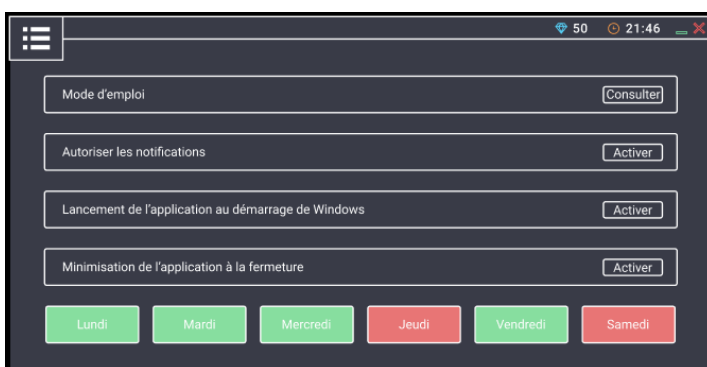 50 21:46
Mode d'emploi Consulter
Autoriser les notifications Activer
Lancement de l'application au démarrage de Windows Activer
Minimisation de l'application à la fermeture Activer
Lundi Mardi Mercredi Jeudi Vendredi Samedi